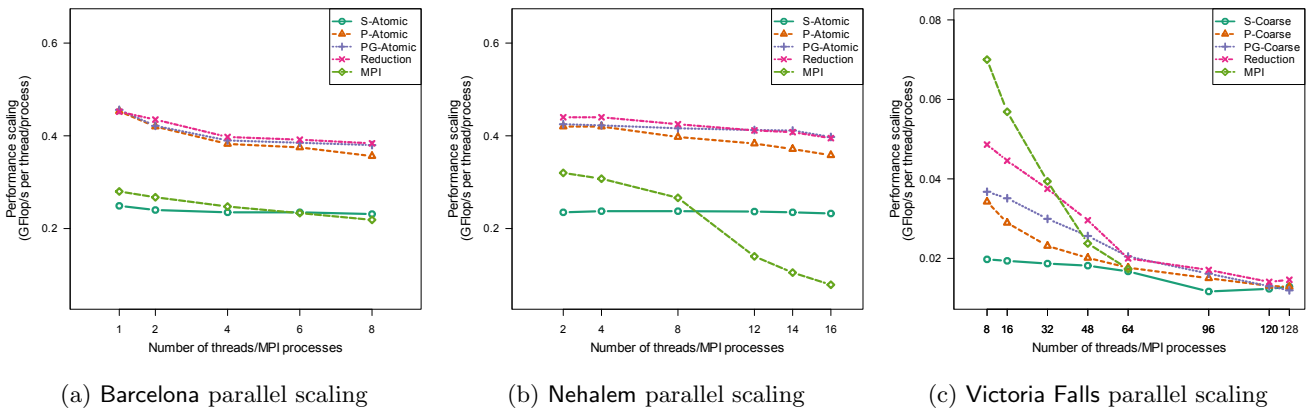 Performance scaling
(GFlop/s per thread/process)
0.6
0.4
0.2
S-Atomic
P-Atomic
PG-Atomic
Reduction
MPI
1 2 4 6 8
Number of threads/MPI processes
(a) Barcelona parallel scaling
Performance scaling
(GFlop/s per thread/process)
0.6
0.4
0.2
S-Atomic
P-Atomic
PG-Atomic
Reduction
MPI
2 4 8 12 14 16
Number of threads/MPI processes
(b) Nehalem parallel scaling
Performance scaling
(GFlop/s per thread/process)
0.08
0.06
0.04
0.02
S-Coarse
P-Coarse
PG-Coarse
Reduction
MPI
8 16 32 48 64 96 120 128
Number of threads/MPI processes
(c) Victoria Falls parallel scaling